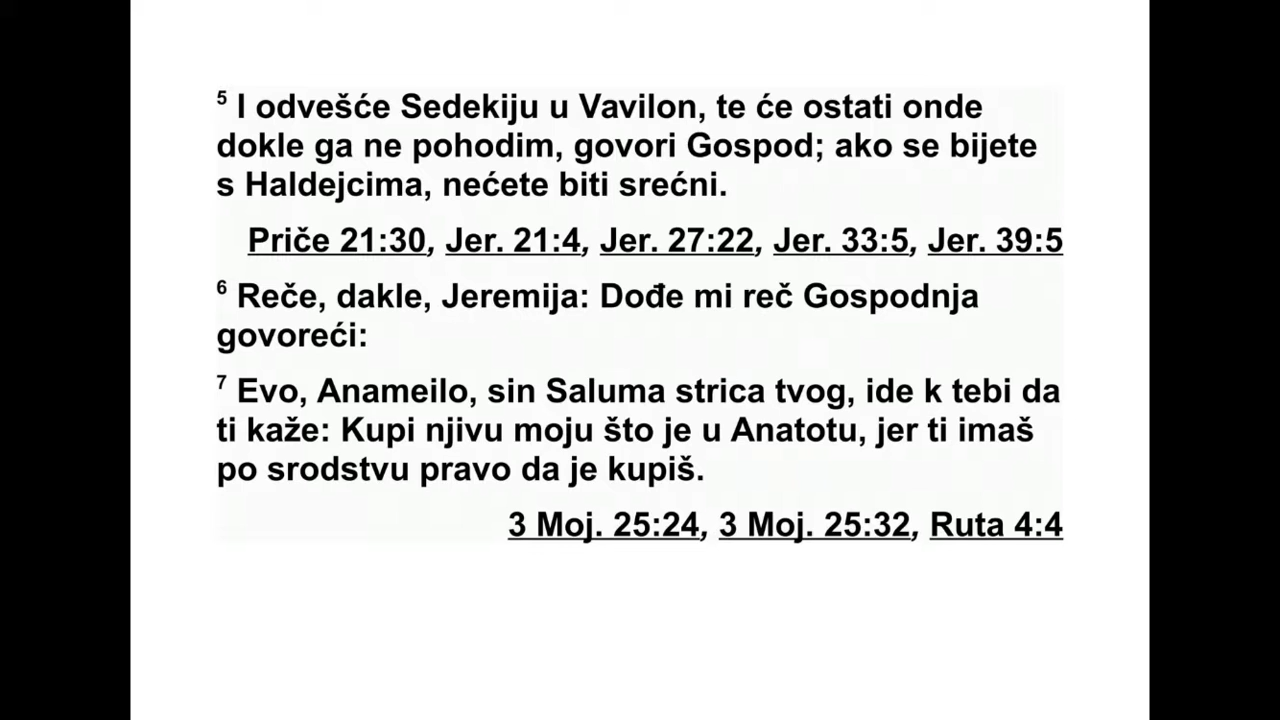 5 I odvešće Sedekiju u Vavilon, te će ostati onde
dokle ga ne pohodim, govori Gospod; ako se bijete
s Haldejcima, nećete biti srećni.
Priče 21:30, Jer. 21:4, Jer. 27:22, Jer. 33:5, Jer. 39:5
6 Reče, dakle, Jeremija: Dođe mi reč Gospodnja
govoreći:
7 Evo, Anameilo, sin Saluma strica tvog, ide k tebi da
ti kaže: Kupi njivu moju što je u Anatotu, jer ti imaš
po srodstvu pravo da je kupiš.
3 Moj. 25:24, 3 Moj. 25:32, Ruta 4:4